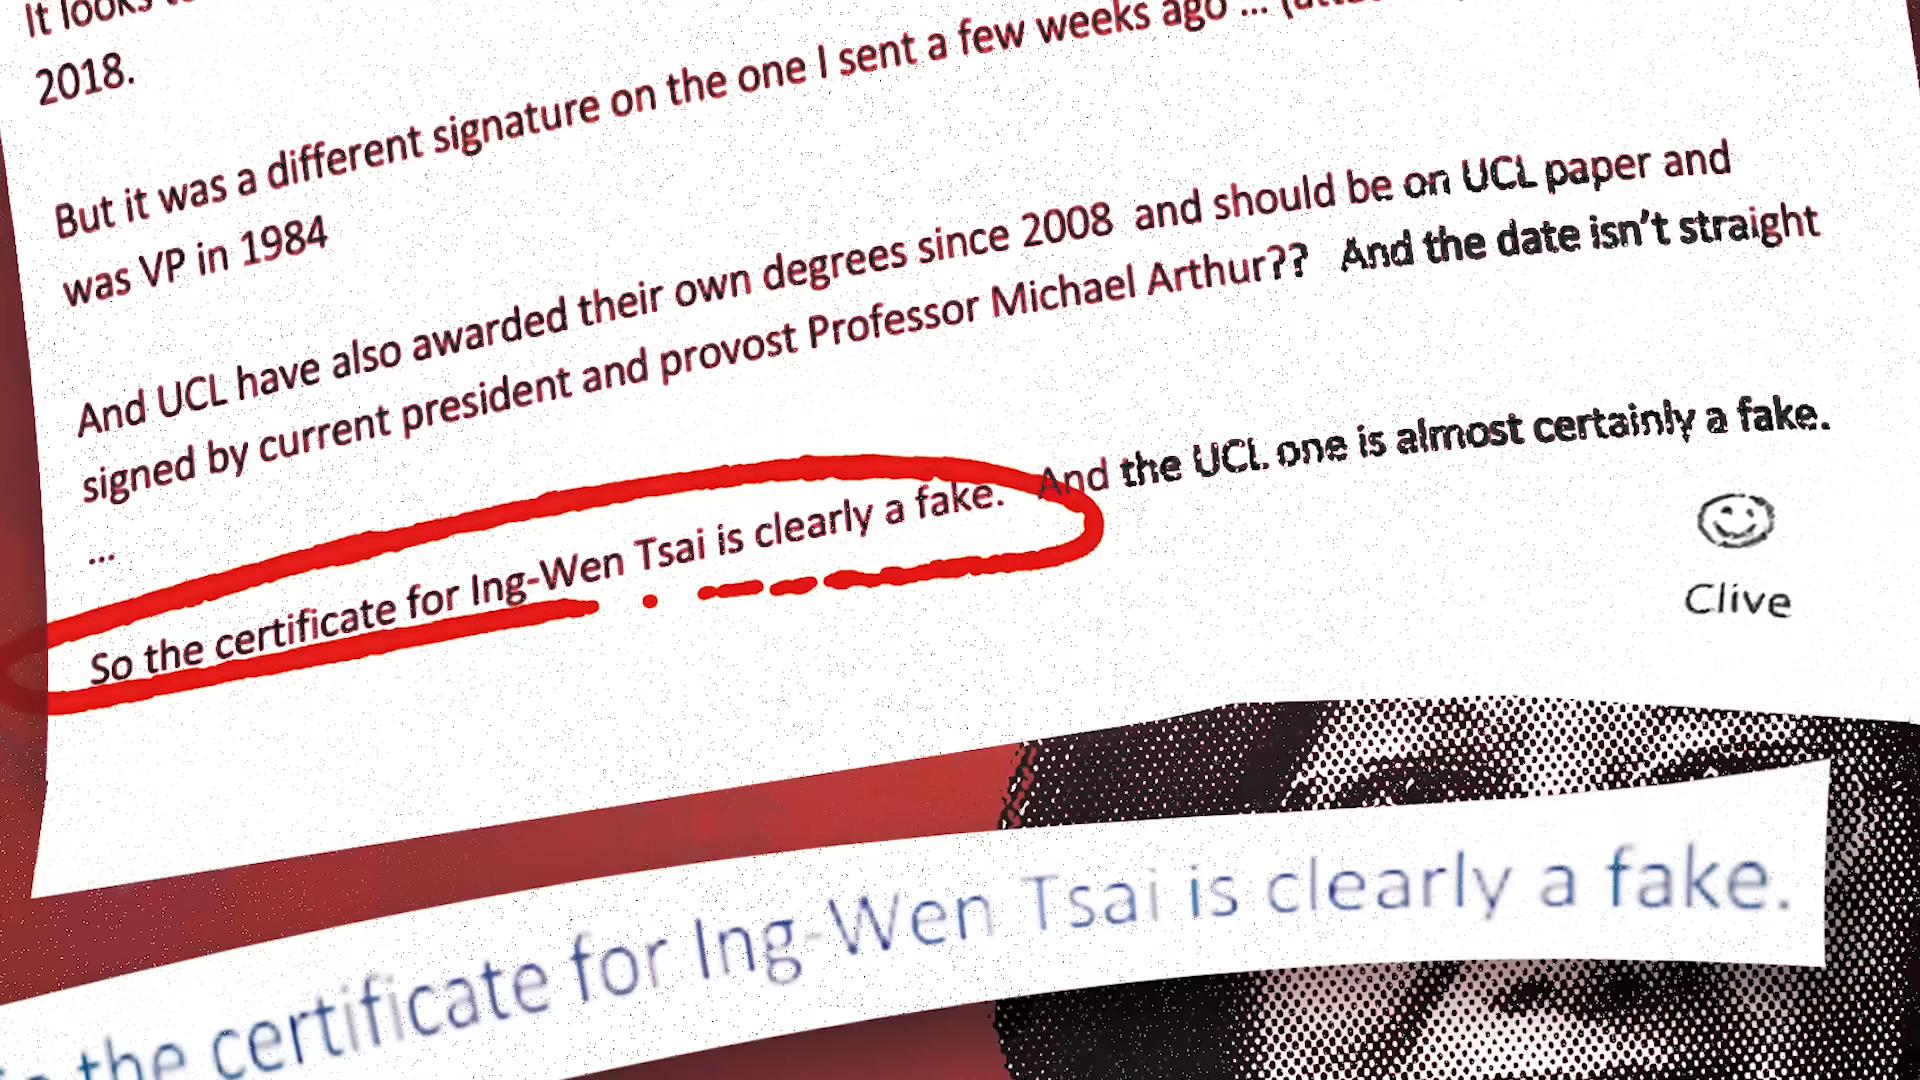 It looks
2018.
But it was a different signature on the one I sent a few weeks ago ...
was VP in 1984
And UCL have also awarded their own degrees since 2008 and should be on UCL paper and
signed by current president and provost Professor Michael Arthur?? And the date isn't straight
...
So the certificate for Ing-Wen Tsai is clearly a fake. And the UCL one is almost certainly a fake.
Clive
the certificate for Ing-Wen Tsai is clearly a fake.